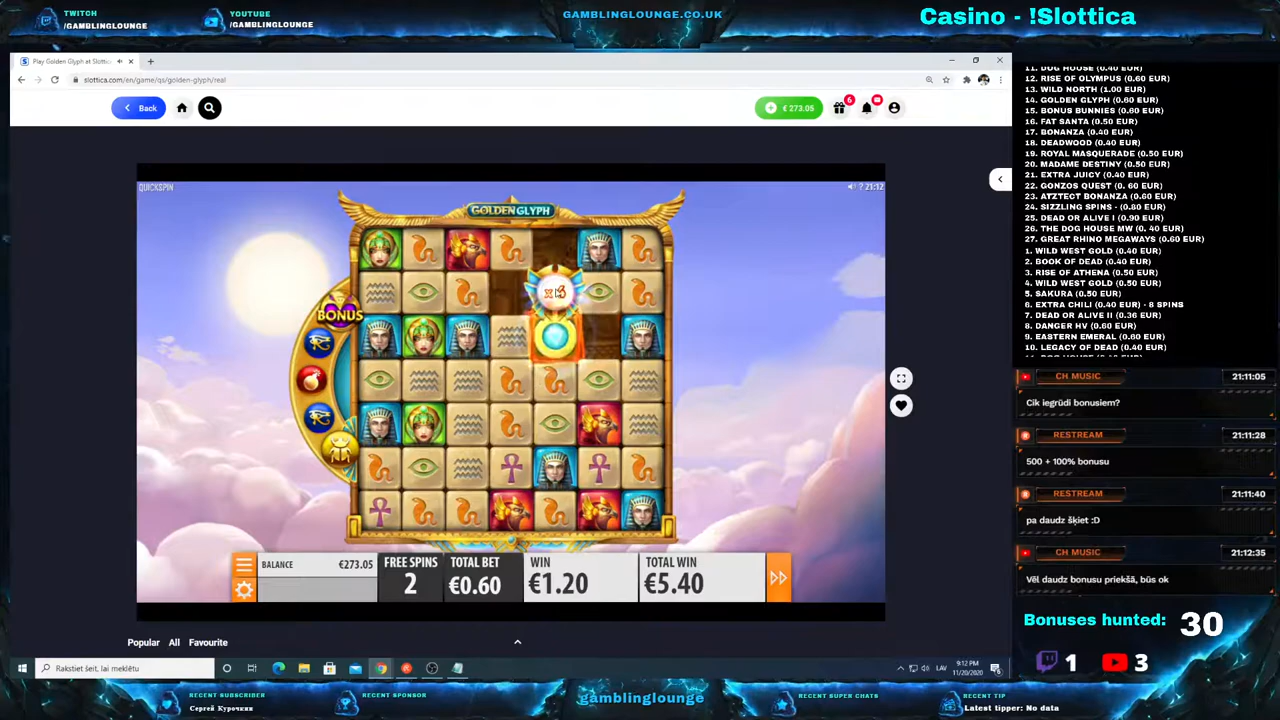 TWITCH
/GAMBLINGLOUNGE
YOUTUBE
/GAMBLINGLOUNGE
GAMBLINGLOUNGE.CO.UK
Casino - !Slottica
Play Golden Glyph at Slottica
slottica.com/en/game/qs/golden-glyph/real
Back
€ 273.05
6
QUICKSPIN
21:12
GOLDEN GLYPH
BONUS
BALANCE
€273.05
FREE SPINS
2
TOTAL BET
€0.60
WIN
€1.20
TOTAL WIN
€5.40
Popular
All
Favourite
11. DOG HOUSE (0.40 EUR)
12. RISE OF OLYMPUS (0.60 EUR)
13. WILD NORTH (1.00 EUR)
14. GOLDEN GLYPH (0.60 EUR)
15. BONUS BUNNIES (0.60 EUR)
16. FAT SANTA (0.50 EUR)
17. BONANZA (0.40 EUR)
18. DEADWOOD (0.40 EUR)
19. ROYAL MASQUERADE (0.50 EUR)
20. MADAME DESTINY (0.50 EUR)
21. EXTRA JUICY (0.40 EUR)
22. GONZOS QUEST (0. 60 EUR)
23. ATZTECT BONANZA (0.60 EUR)
24. SIZZLING SPINS - (0.80 EUR)
25. DEAD OR ALIVE I (0.90 EUR)
26. THE DOG HOUSE MW (0. 40 EUR)
27. GREAT RHINO MEGAWAYS (0.60 EUR)
1. WILD WEST GOLD (0.40 EUR)
2. BOOK OF DEAD (0.40 EUR)
3. RISE OF ATHENA (0.50 EUR)
4. WILD WEST GOLD (0.50 EUR)
5. SAKURA (0.50 EUR)
6. EXTRA CHILI (0.40 EUR) - 8 SPINS
7. DEAD OR ALIVE II (0.36 EUR)
8. DANGER HV (0.60 EUR)
9. EASTERN EMERAL (0.60 EUR)
10. LEGACY OF DEAD (0.40 EUR)
CH MUSIC
21:11:05
Cik iegrūdi bonusiem?
RESTREAM
21:11:28
500 + 100% bonusu
RESTREAM
21:11:40
pa daudz šķiet :D
CH MUSIC
21:12:35
Vēl daudz bonusu priekšā, būs ok
Bonuses hunted:
30
1
3
Rakstiet šeit, lai meklētu
LAV
9:12 PM
11/20/2020
RECENT SUBSCRIBER
Сергей Курочкин
RECENT SPONSOR
gamblinglounge
RECENT SUPER CHATS
RECENT TIP
Latest tipper: No data